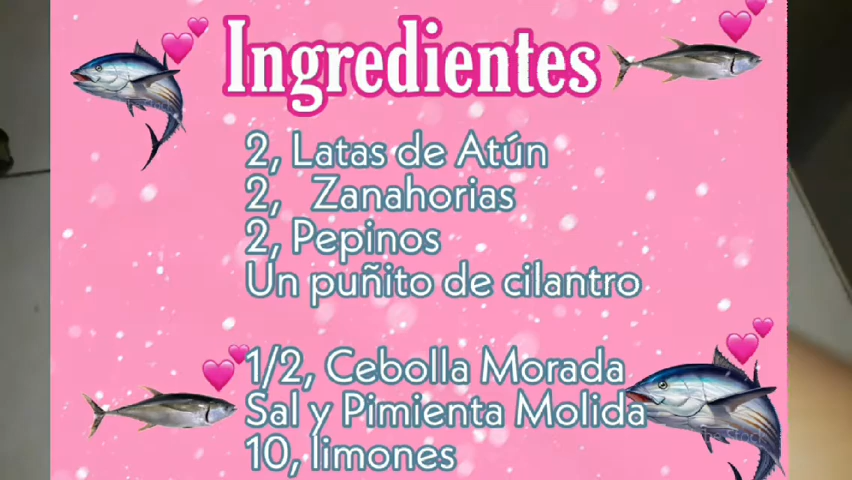 Ingredientes
2, Latas de Atún
2, Zanahorias
2, Pepinos
Un puñito de cilantro
1/2, Cebolla Morada
Sal y Pimienta Molida
10, limones